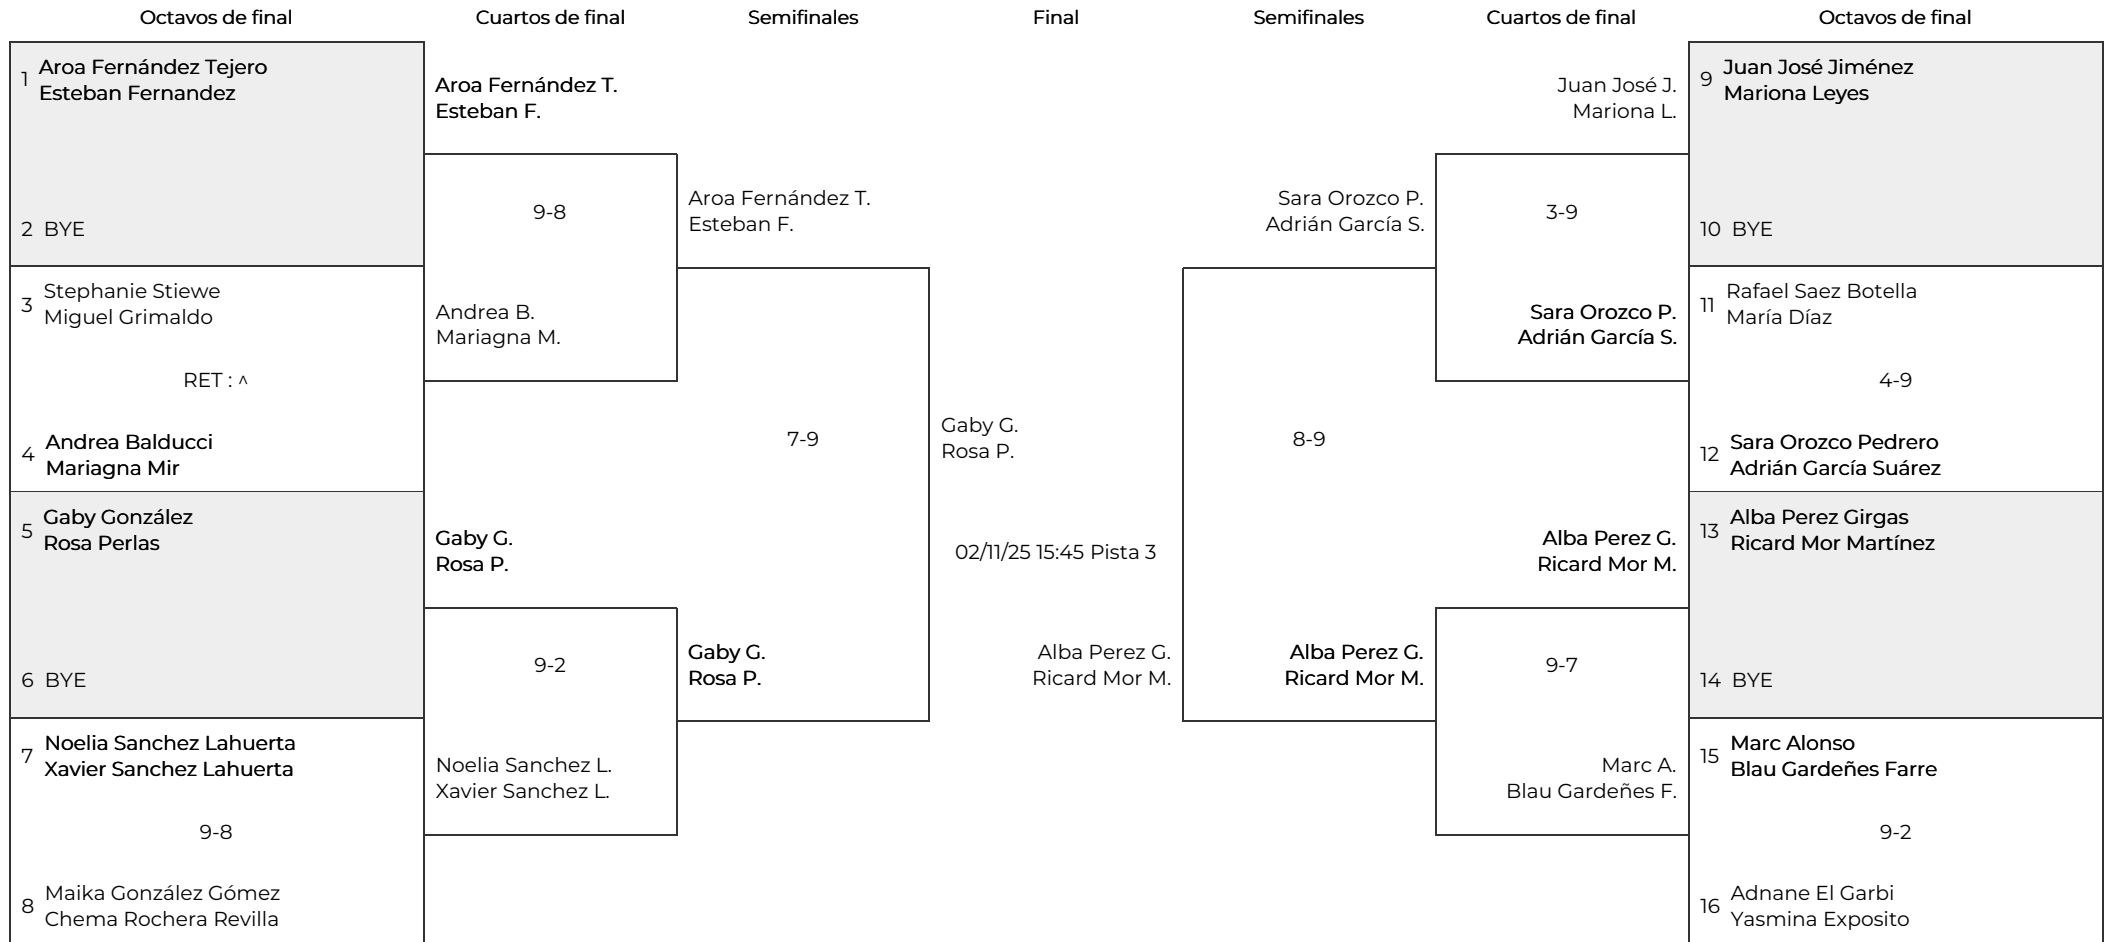 Octavos de final
Cuartos de final
Semifinales
Final
Semifinales
Cuartos de final
Octavos de final
1
Aroa Fernández Tejero
Esteban Fernandez
2 BYE
3
Stephanie Stiewe
Miguel Grimaldo
RET : ^
4
Andrea Balducci
Mariagna Mir
5
Gaby González
Rosa Perlas
6 BYE
7
Noelia Sanchez Lahuerta
Xavier Sanchez Lahuerta
9-8
8
Maika González Gómez
Chema Rochera Revilla
Aroa Fernández T.
Esteban F.
9-8
Andrea B.
Mariagna M.
Gaby G.
Rosa P.
9-2
Noelia Sanchez L.
Xavier Sanchez L.
Aroa Fernández T.
Esteban F.
7-9
Gaby G.
Rosa P.
Gaby G.
Rosa P.
02/11/25 15:45 Pista 3
Alba Perez G.
Ricard Mor M.
Sara Orozco P.
Adrián García S.
8-9
Alba Perez G.
Ricard Mor M.
Juan José J.
Mariona L.
3-9
Sara Orozco P.
Adrián García S.
Alba Perez G.
Ricard Mor M.
9-7
Marc A.
Blau Gardeñes F.
9
Juan José Jiménez
Mariona Leyes
10 BYE
11
Rafael Saez Botella
María Díaz
4-9
12
Sara Orozco Pedrero
Adrián García Suárez
13
Alba Perez Girgas
Ricard Mor Martínez
14 BYE
15
Marc Alonso
Blau Gardeñes Farre
9-2
16
Adnane El Garbi
Yasmina Exposito